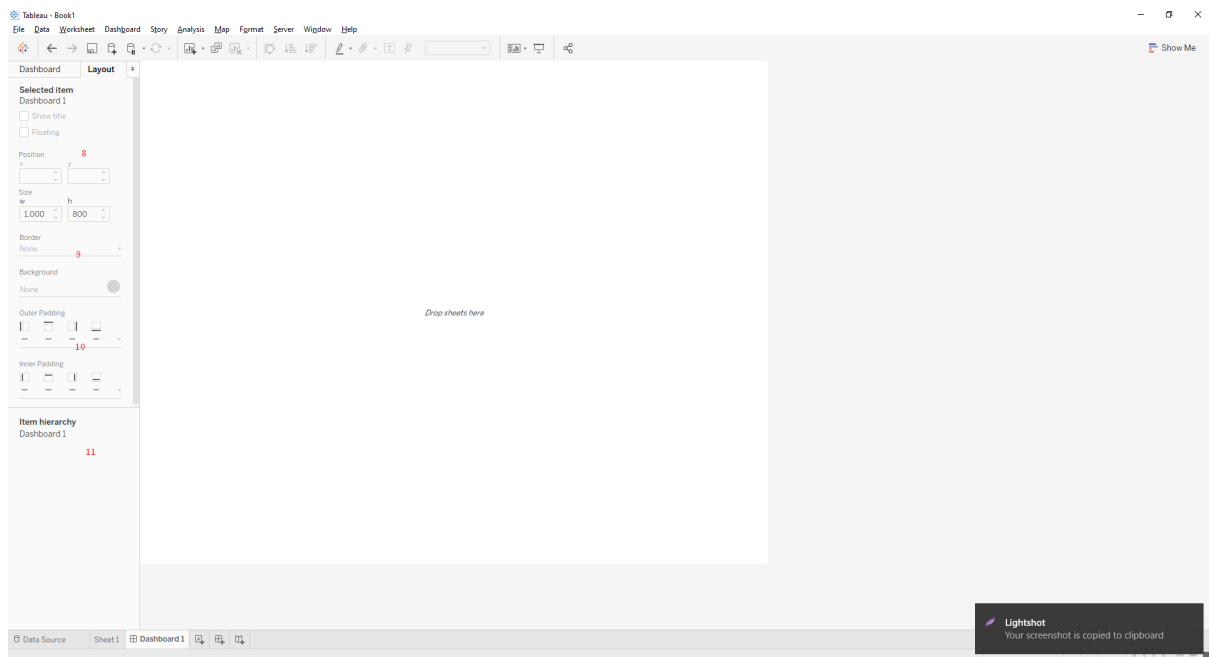 Tableau - Book1
File Data Worksheet Dashboard Story Analysis Map Format Server Window Help
Show Me
Dashboard Layout
Selected item
Dashboard 1
Show title
Floating
Position 8
x y
Size
w h
1,000 800
Border
None
9
Background
None
Outer Padding
10
Inner Padding
Item hierarchy
Dashboard 1
11
Drop sheets here
Lightshot
Your screenshot is copied to clipboard
Data Source Sheet 1 Dashboard 1